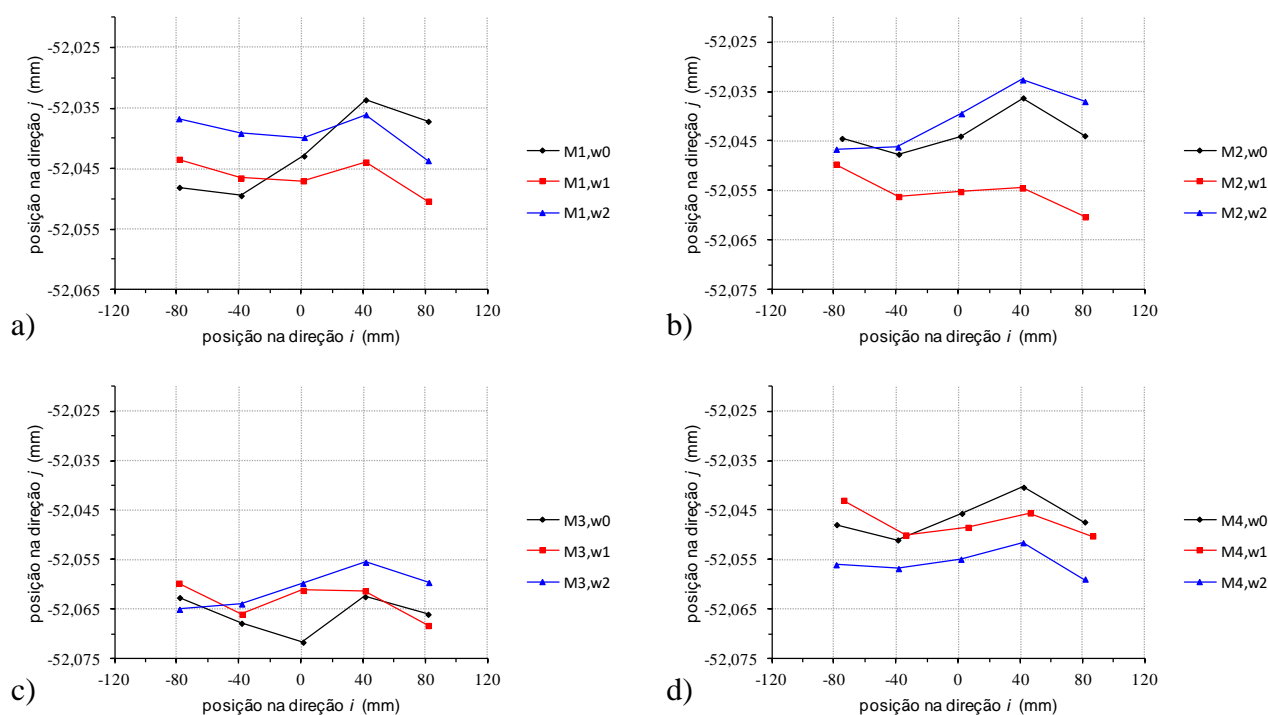 -52,025
-52,035
-52,045
-52,055
-52,065
-120
-80
-40
0
40
80
120
posição na direção j (mm)
posição na direção i (mm)
M1,w0
M1,w1
M1,w2
a)
-52,025
-52,035
-52,045
-52,055
-52,065
-52,075
-120
-80
-40
0
40
80
120
posição na direção j (mm)
posição na direção i (mm)
M2,w0
M2,w1
M2,w2
b)
-52,025
-52,035
-52,045
-52,055
-52,065
-52,075
-120
-80
-40
0
40
80
120
posição na direção j (mm)
posição na direção i (mm)
M3,w0
M3,w1
M3,w2
c)
-52,025
-52,035
-52,045
-52,055
-52,065
-52,075
-120
-80
-40
0
40
80
120
posição na direção j (mm)
posição na direção i (mm)
M4,w0
M4,w1
M4,w2
d)